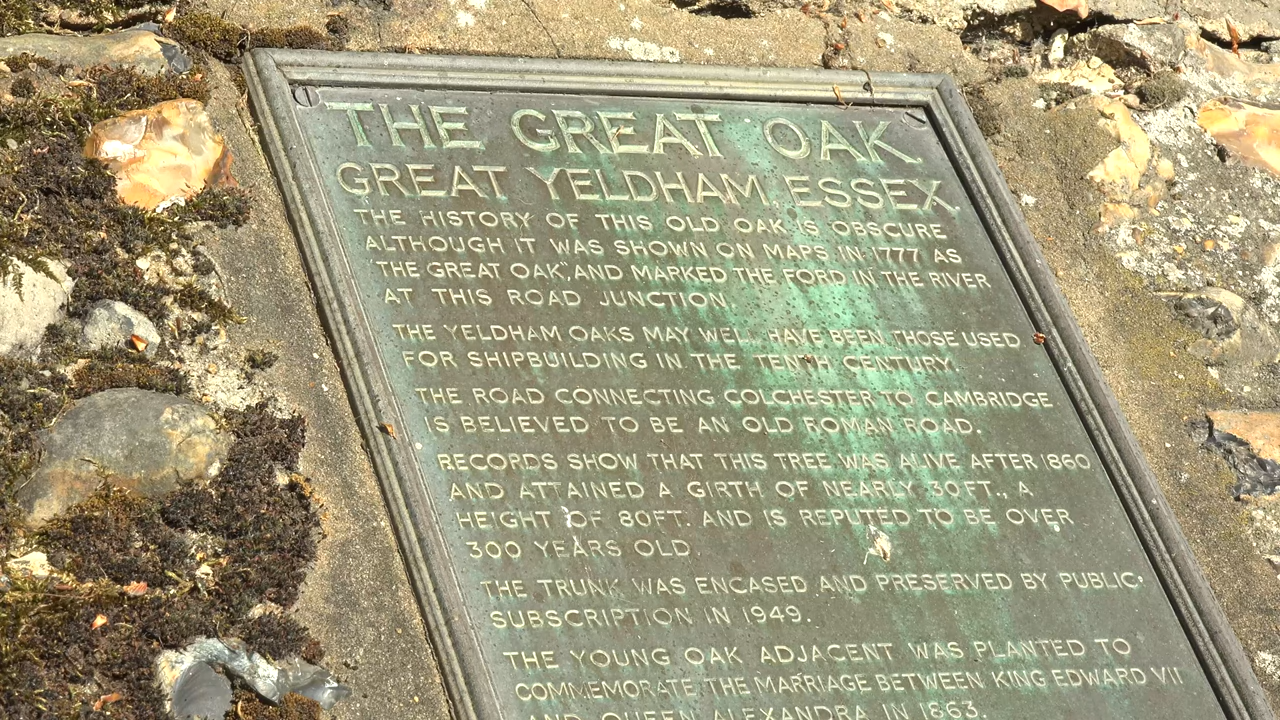 THE GREAT OAK
GREAT YELDHAM, ESSEX.
THE HISTORY OF THIS OLD OAK IS OBSCURE
ALTHOUGH IT WAS SHOWN ON MAPS IN 1777 AS
'THE GREAT OAK', AND MARKED THE FORD IN THE RIVER
AT THIS ROAD JUNCTION.
THE YELDHAM OAKS MAY WELL HAVE BEEN THOSE USED
FOR SHIPBUILDING IN THE TENTH CENTURY.
THE ROAD CONNECTING COLCHESTER TO CAMBRIDGE
IS BELIEVED TO BE AN OLD ROMAN ROAD.
RECORDS SHOW THAT THIS TREE WAS ALIVE AFTER 1860
AND ATTAINED A GIRTH OF NEARLY 30FT., A
HEIGHT OF 80FT. AND IS REPUTED TO BE OVER
300 YEARS OLD.
THE TRUNK WAS ENCASED AND PRESERVED BY PUBLIC
SUBSCRIPTION IN 1949.
THE YOUNG OAK ADJACENT WAS PLANTED TO
COMMEMORATE THE MARRIAGE BETWEEN KING EDWARD VII
AND QUEEN ALEXANDRA IN 1863.